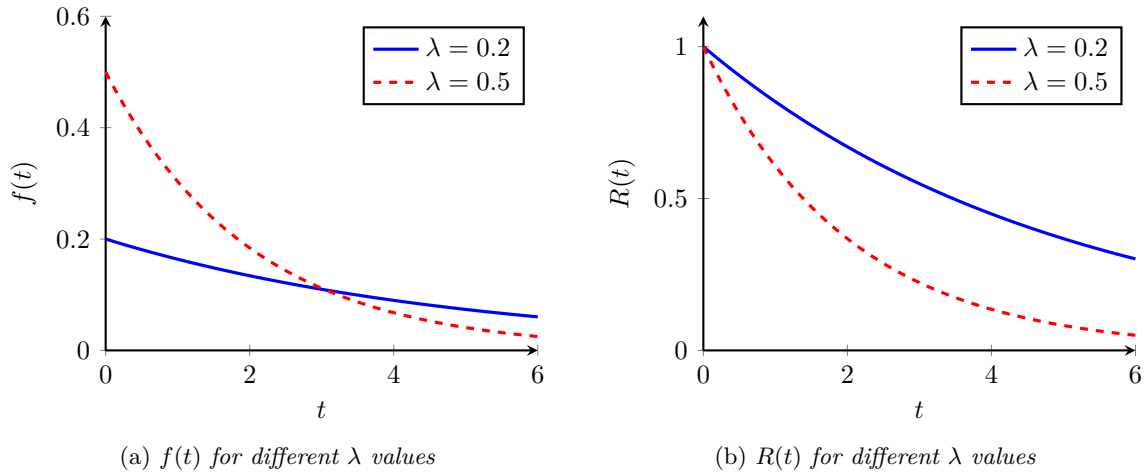 0
0.2
0.4
0.6
0
2
4
6
f(t)
t
λ = 0.2
λ = 0.5
(a) f(t) for different λ values
0
0.5
1
0
2
4
6
R(t)
t
λ = 0.2
λ = 0.5
(b) R(t) for different λ values